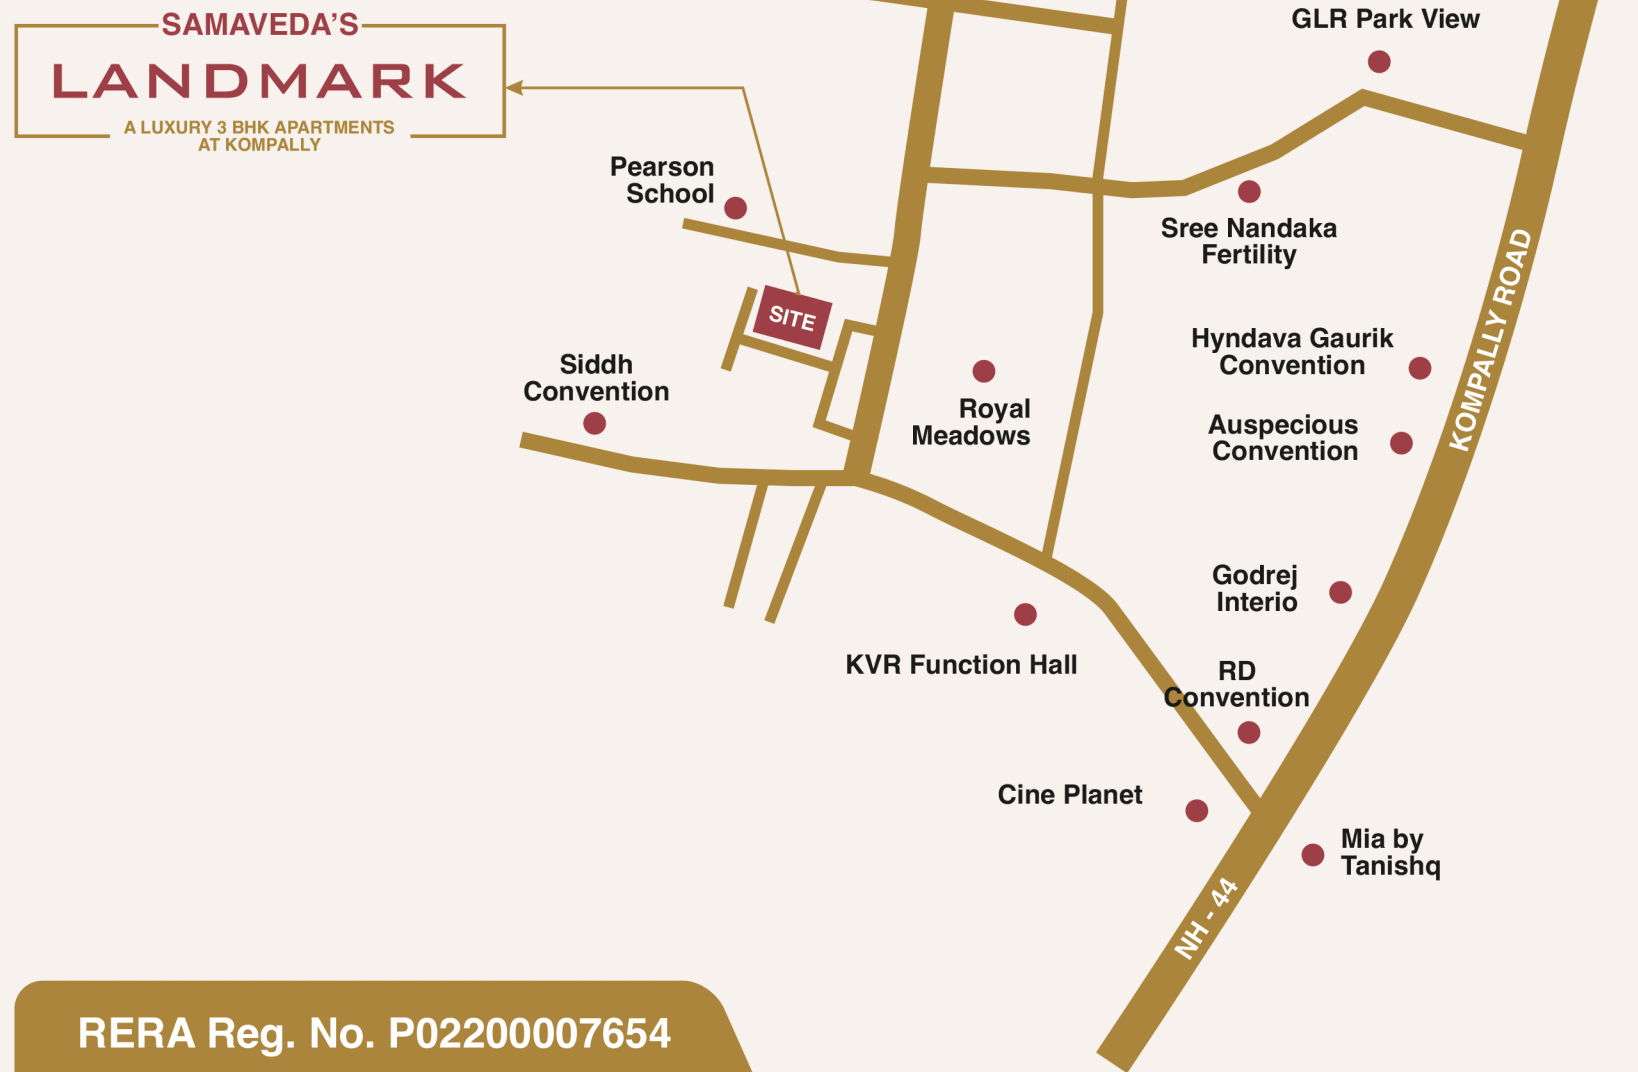 SAMAVEDA'S
LANDMARK
A LUXURY 3 BHK APARTMENTS
AT KOMPALLY
GLR Park View
Pearson
School
Sree Nandaka
Fertility
SITE
KOMPALLY ROAD
Hyndava Gaurik
Convention
Siddh
Convention
Royal
Meadows
Auspecious
Convention
Godrej
Interio
KVR Function Hall
RD
Convention
Cine Planet
Mia by
Tanishq
NH - 44
RERA Reg. No. P02200007654